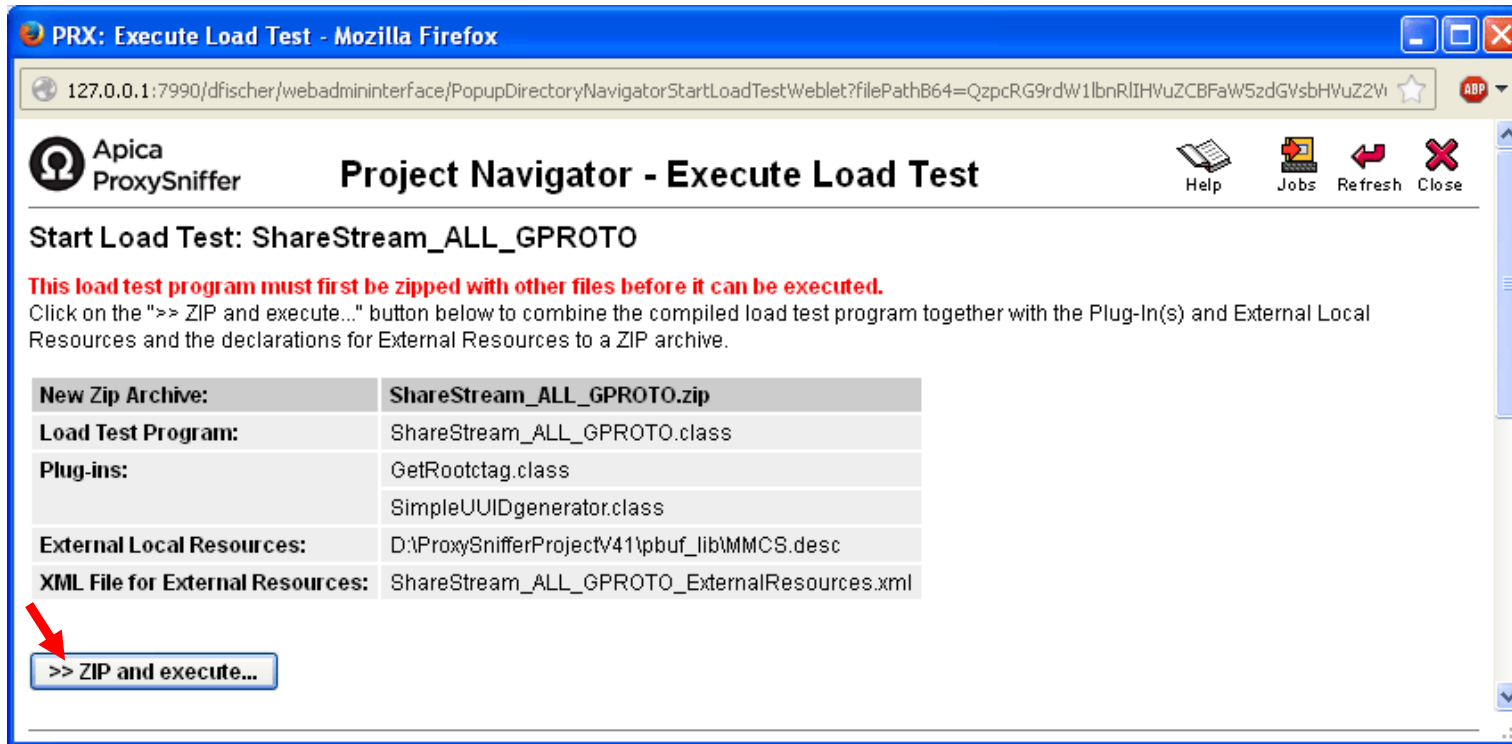 PRX: Execute Load Test - Mozilla Firefox
127.0.0.1:7990/dfischer/webadmininterface/PopupDirectoryNavigatorStartLoadTestWeblet?filePathB64=QzpcRG9rdW1lbnRlIHVuZCBFaW5zdGVsbHVuZ2V
ABP
Apica
ProxySniffer
Project Navigator - Execute Load Test
Help Jobs Refresh Close
Start Load Test: ShareStream_ALL_GPROTO
This load test program must first be zipped with other files before it can be executed.
Click on the ">> ZIP and execute..." button below to combine the compiled load test program together with the Plug-In(s) and External Local
Resources and the declarations for External Resources to a ZIP archive.
New Zip Archive: ShareStream_ALL_GPROTO.zip
Load Test Program: ShareStream_ALL_GPROTO.class
Plug-ins: GetRootctag.class
SimpleUUIDgenerator.class
External Local Resources: D:\ProxySnifferProjectV41\pbuf_lib\MMCS.desc
XML File for External Resources: ShareStream_ALL_GPROTO_ExternalResources.xml
>> ZIP and execute...